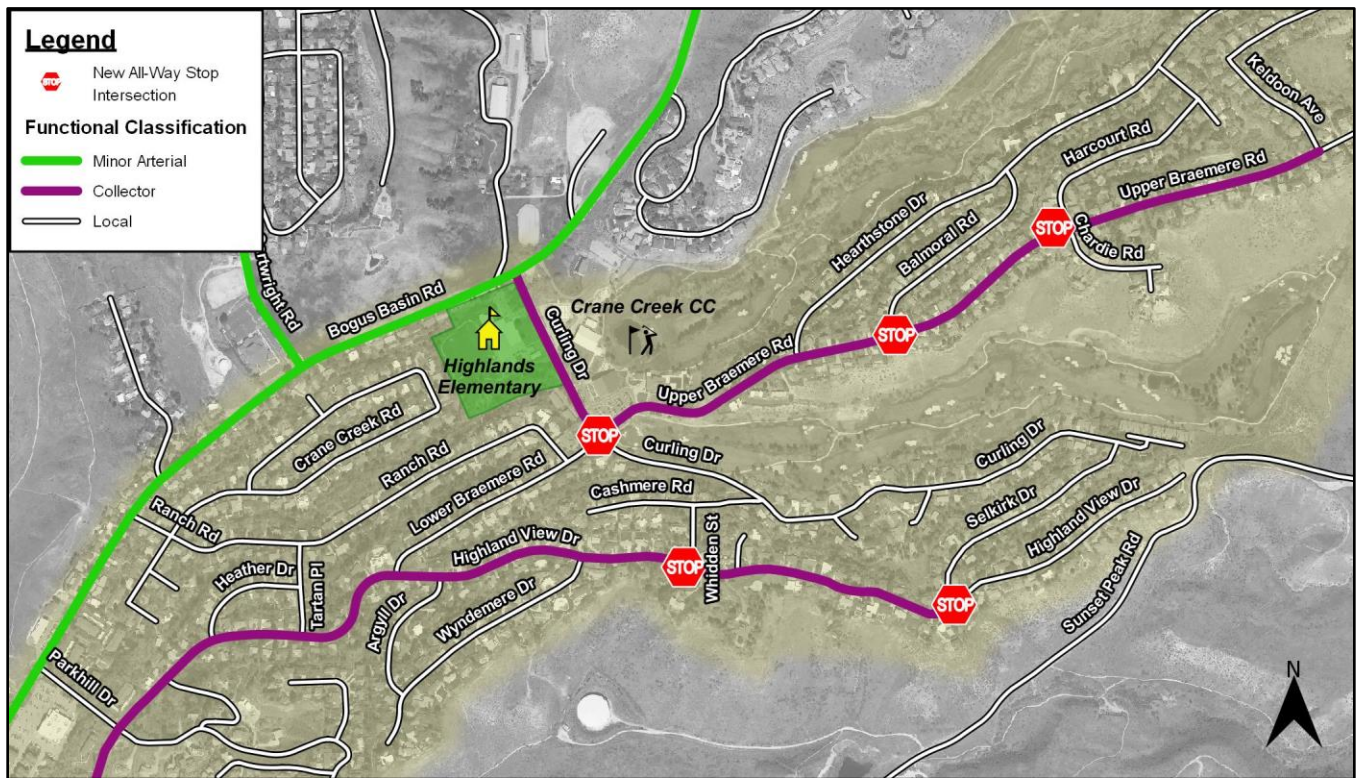 Legend
STOP
New All-Way Stop
Intersection
Functional Classification
Minor Arterial
Collector
Local
Keldoon Ave
Harcourt Rd
Upper Braemere Rd
STOP
Chardie Rd
Hearthstone Dr
Balmoral Rd
STOP
rtwright Rd
Bogus Basin Rd
Curling Dr
Crane Creek CC
Highlands
Elementary
Upper Braemere Rd
STOP
Crane Creek Rd
Ranch Rd
Lower Braemere Rd
Curling Dr
Cashmere Rd
Curling Dr
Selkirk Dr
Highland View Dr
Sunset Peak Rd
Ranch Rd
Highland View Dr
STOP
Whidden St
STOP
Heather Dr
Tartan Pl
Argyll Dr
Wyndemere Dr
Parkhill Dr
N